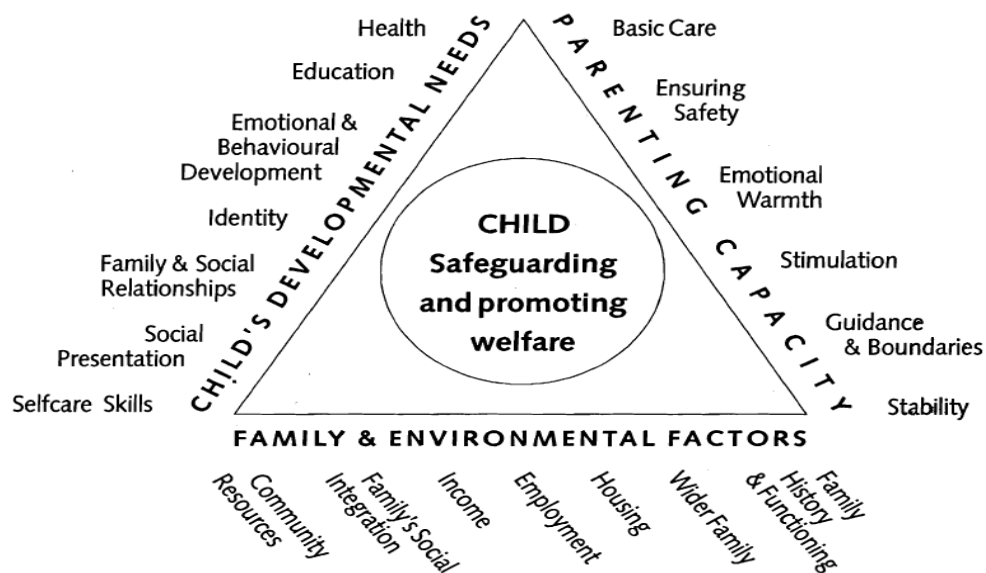 Health
Education
Emotional &
Behavioural
Development
Identity
Family & Social
Relationships
Social
Presentation
Selfcare Skills
CHILD'S DEVELOPMENTAL NEEDS
PARENTING CAPACITY
Basic Care
Ensuring
Safety
Emotional
Warmth
Stimulation
Guidance
& Boundaries
Stability
CHILD
Safeguarding
and promoting
welfare
FAMILY & ENVIRONMENTAL FACTORS
Community
Resources
Family's Social
Integration
Income
Employment
Housing
Wider Family
Family
History
& Functioning